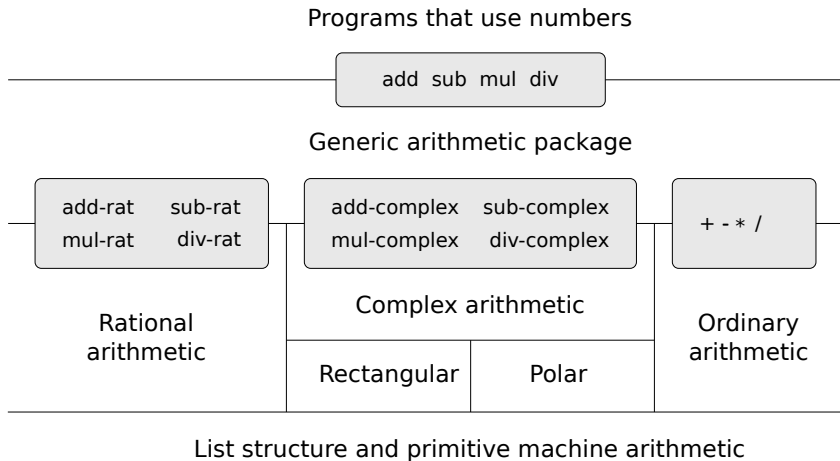 Programs that use numbers
add sub mul div
Generic arithmetic package
add-rat sub-rat
mul-rat div-rat
add-complex sub-complex
mul-complex div-complex
+ - * /
Rational
arithmetic
Complex arithmetic
Rectangular
Polar
Ordinary
arithmetic
List structure and primitive machine arithmetic